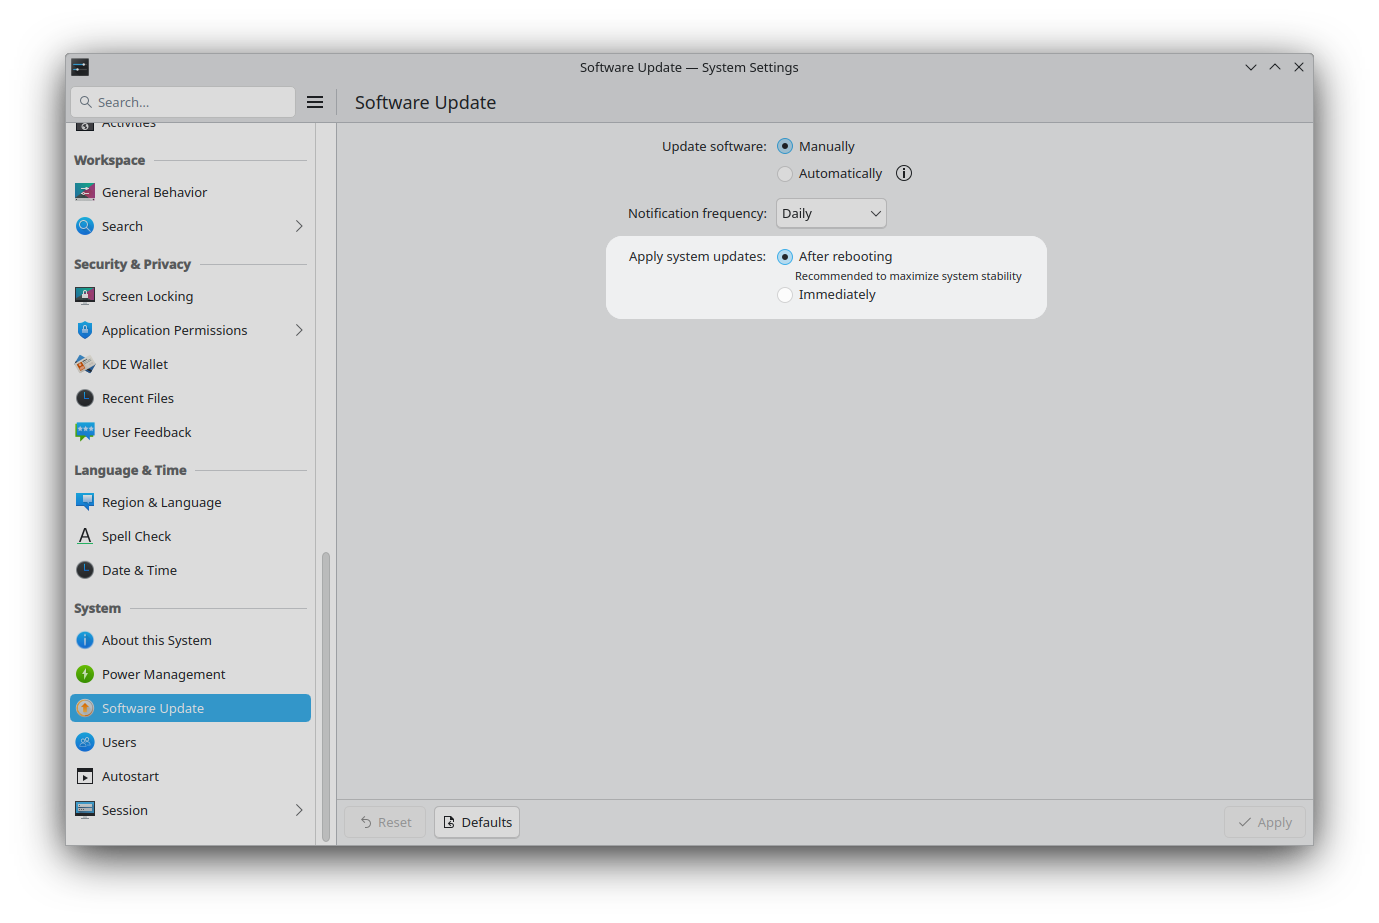 Software Update — System Settings
Search...
Software Update
Activities
Workspace
General Behavior
Search
Security & Privacy
Screen Locking
Application Permissions
KDE Wallet
Recent Files
User Feedback
Language & Time
Region & Language
Spell Check
Date & Time
System
About this System
Power Management
Software Update
Users
Autostart
Session
Update software: Manually
Automatically
Notification frequency: Daily
Apply system updates: After rebooting
Recommended to maximize system stability
Immediately
Reset Defaults Apply